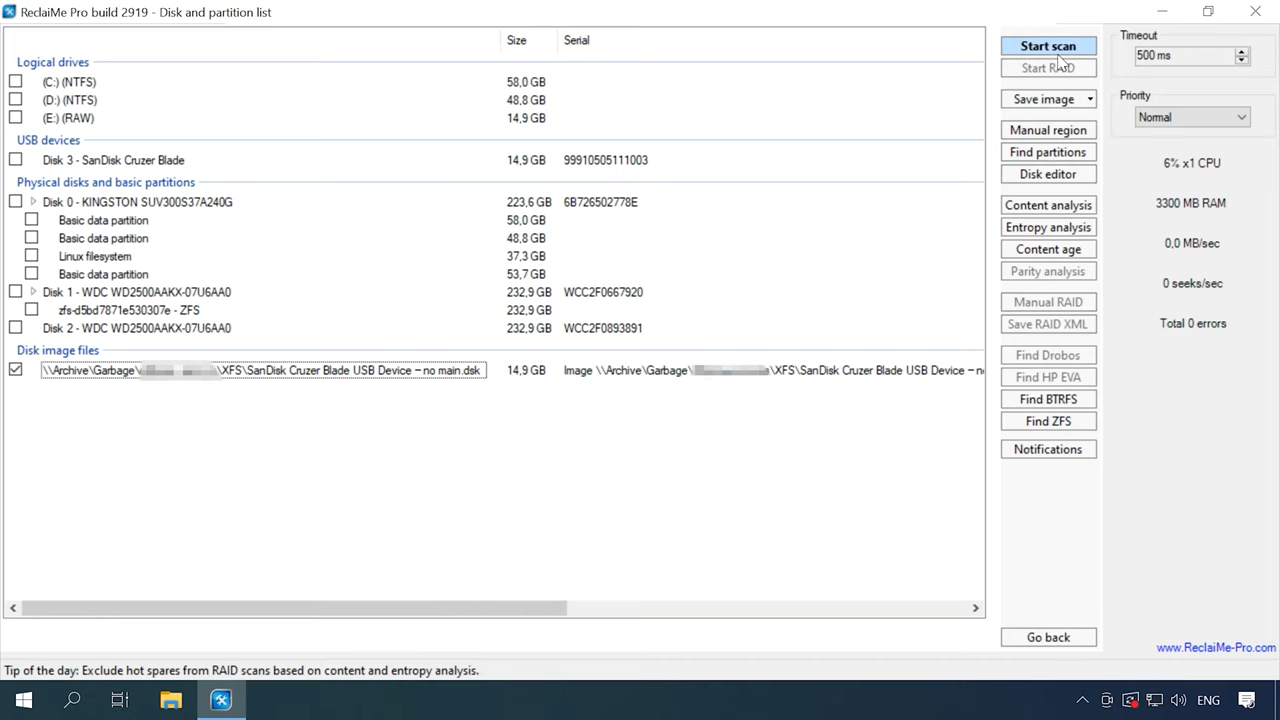 ReclaiMe Pro build 2919 - Disk and partition list
Size Serial
Logical drives
(C:) (NTFS) 58,0 GB
(D:) (NTFS) 48,8 GB
(E:) (RAW) 14,9 GB
USB devices
Disk 3 - SanDisk Cruzer Blade 14,9 GB 99910505111003
Physical disks and basic partitions
Disk 0 - KINGSTON SUV300S37A240G 223,6 GB 6B726502778E
Basic data partition 58,0 GB
Basic data partition 48,8 GB
Linux filesystem 37,3 GB
Basic data partition 53,7 GB
Disk 1 - WDC WD2500AAKX-07U6AA0 232,9 GB WCC2F0667920
zfs-d5bd7871e530307e - ZFS 232,9 GB
Disk 2 - WDC WD2500AAKX-07U6AA0 232,9 GB WCC2F0893891
Disk image files
\\Archive\Garbage\ \XFS\SanDisk Cruzer Blade USB Device – no main.dsk 14,9 GB Image \\Archive\Garbage\ \XFS\SanDisk Cruzer Blade USB Device – no
Start scan
Start RAID
Save image
Manual region
Find partitions
Disk editor
Content analysis
Entropy analysis
Content age
Parity analysis
Manual RAID
Save RAID XML
Find Drobos
Find HP EVA
Find BTRFS
Find ZFS
Notifications
Go back
Timeout
500 ms
Priority
Normal
6% x1 CPU
3300 MB RAM
0,0 MB/sec
0 seeks/sec
Total 0 errors
www.ReclaiMe-Pro.com
Tip of the day: Exclude hot spares from RAID scans based on content and entropy analysis.
ENG